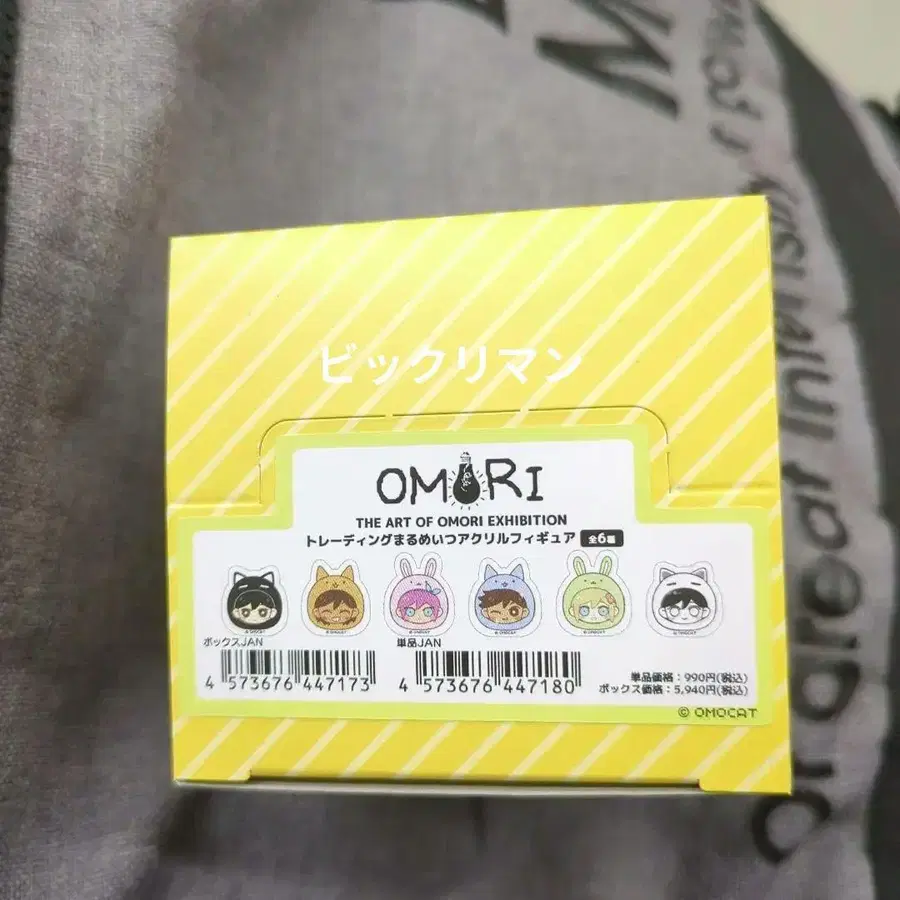 ビックリマン
OMORI
THE ART OF OMORI EXHIBITION
トレーディングまるめいつアクリルフィギュア 全6種
ボックスJAN
4 573676 447173
単品JAN
4 573676 447180
単品価格：990円(税込)
ボックス価格：5,940円(税込)
© OMOCAT
or great